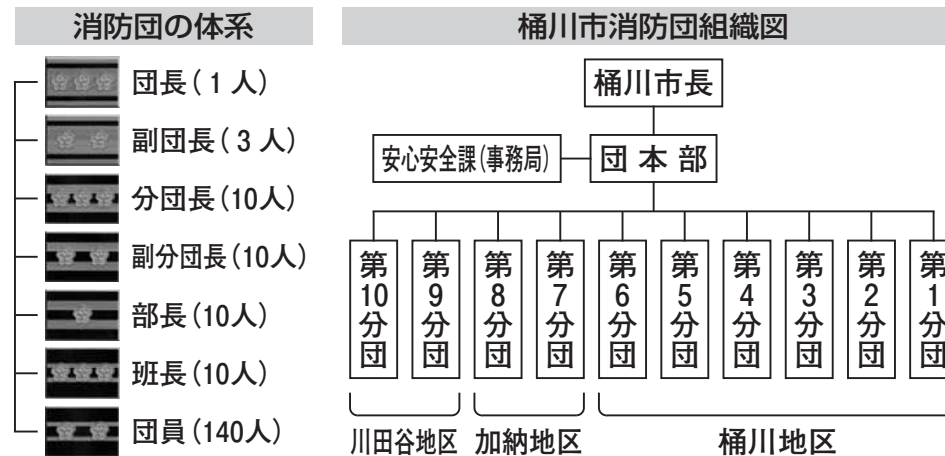 消防団の体系
団長(1人)
副団長(3人)
分団長(10人)
副分団長(10人)
部長(10人)
班長(10人)
団員(140人)
桶川市消防団組織図
桶川市長
安心安全課(事務局)
団本部
第10分団
第9分団
第8分団
第7分団
第6分団
第5分団
第4分団
第3分団
第2分団
第1分団
川田谷地区
加納地区
桶川地区